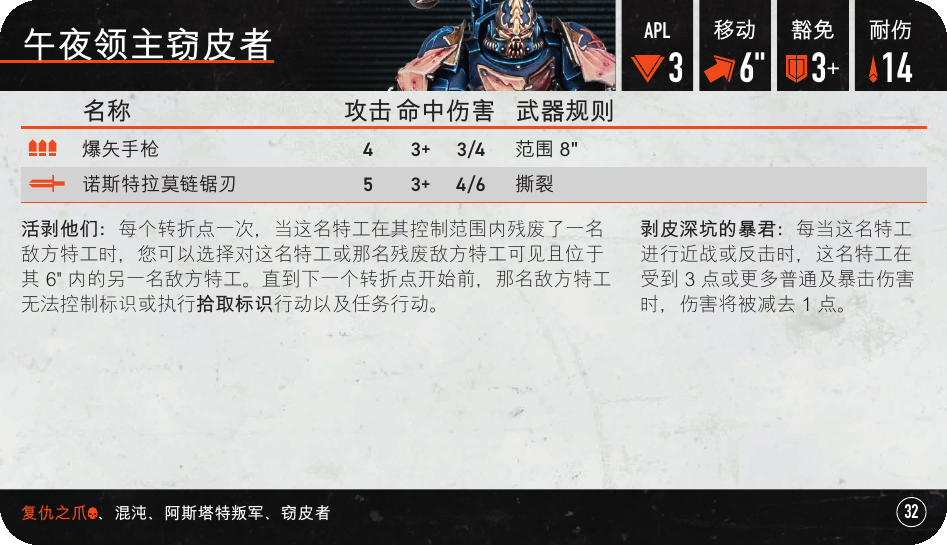 午夜领主窃皮者
APL 移动 豁免 耐伤
3 6" 3+ 14
名称 攻击 命中 伤害 武器规则
爆矢手枪 4 3+ 3/4 范围 8"
诺斯特拉莫链锯刃 5 3+ 4/6 撕裂
活剥他们：每个转折点一次，当这名特工在其控制范围内残废了一名
敌方特工时，您可以选择对这名特工或那名残废敌方特工可见且位于
其 6" 内的另一名敌方特工。直到下一个转折点开始前，那名敌方特工
无法控制标识或执行拾取标识行动以及任务行动。
剥皮深坑的暴君：每当这名特工
进行近战或反击时，这名特工在
受到 3 点或更多普通及暴击伤害
时，伤害将被减去 1 点。
复仇之爪、混沌、阿斯塔特叛军、窃皮者
32